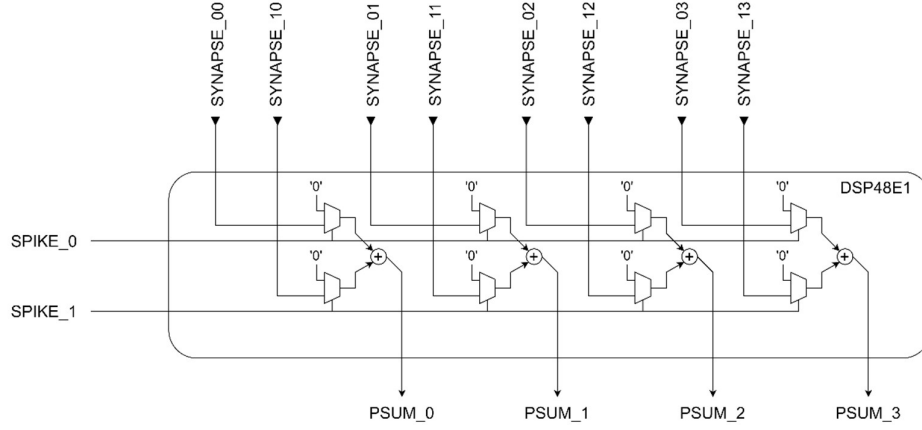 SYNAPSE_00
SYNAPSE_10
SYNAPSE_01
SYNAPSE_11
SYNAPSE_02
SYNAPSE_12
SYNAPSE_03
SYNAPSE_13
DSP48E1
'0' '0' '0' '0'
SPIKE_0
'0' '0' '0' '0'
SPIKE_1
PSUM_0 PSUM_1 PSUM_2 PSUM_3